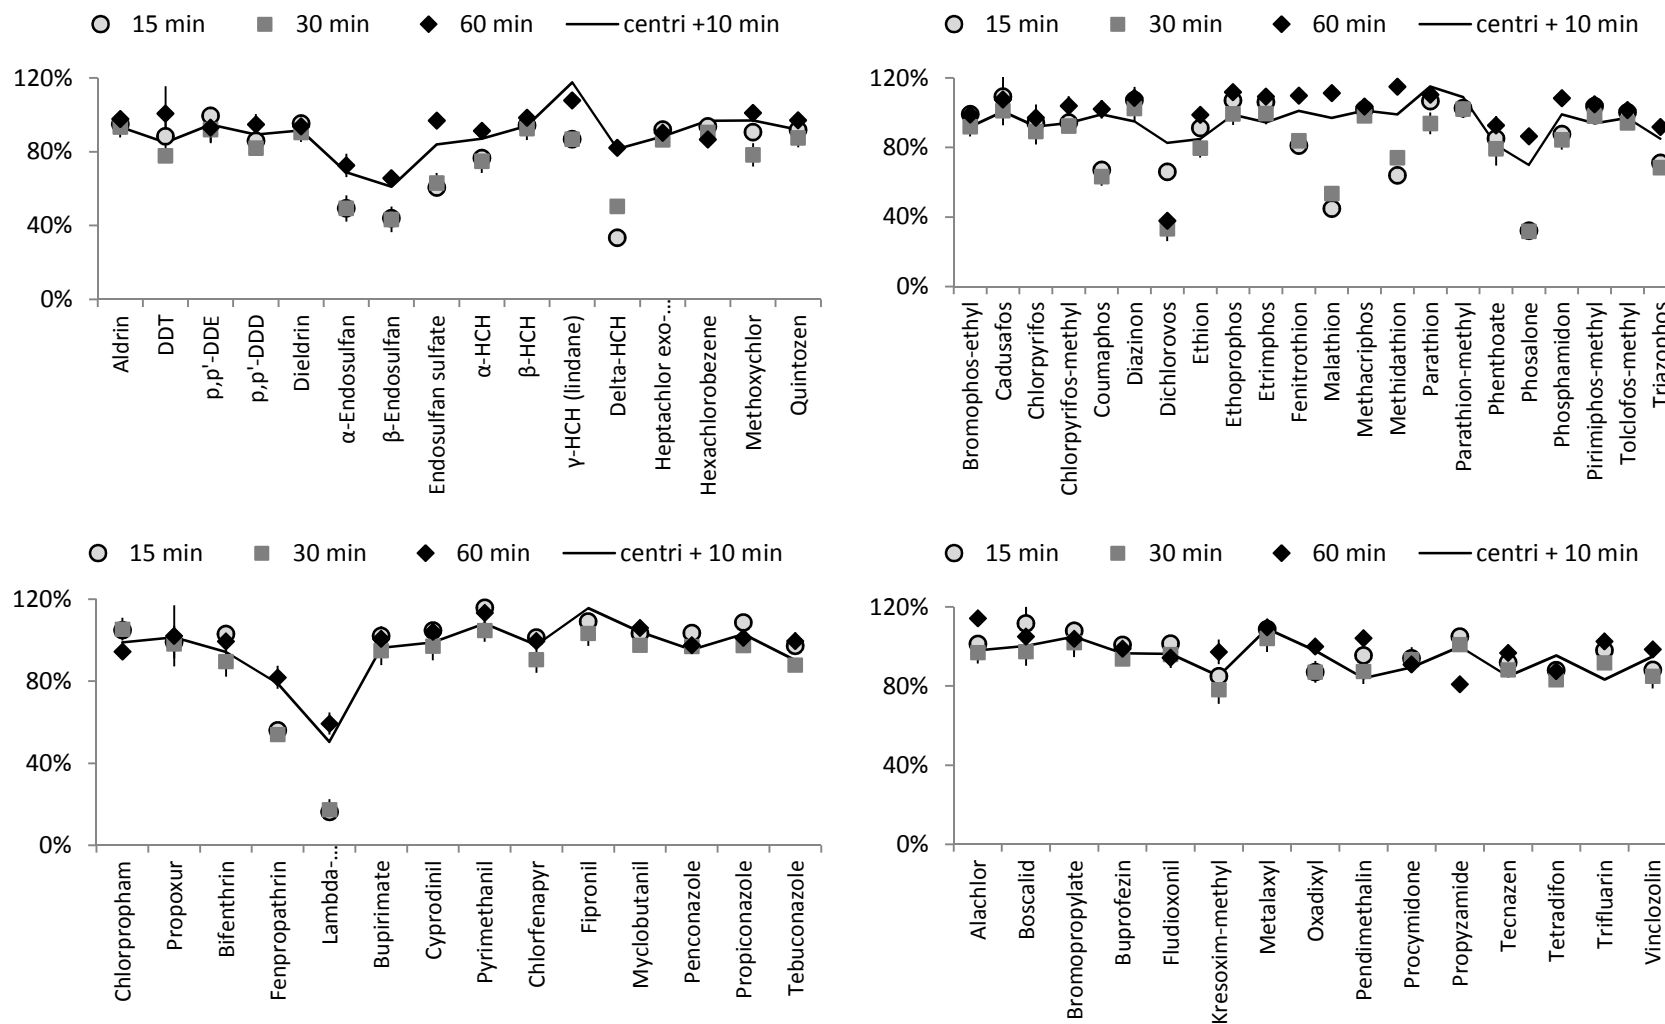 15 min 30 min 60 min centri +10 min
120%
80%
40%
0%
Aldrin
DDT
p,p'-DDE
p,p'-DDD
Dieldrin
α-Endosulfan
β-Endosulfan
Endosulfan sulfate
α-HCH
β-HCH
γ-HCH (lindane)
Delta-HCH
Heptachlor exo-...
Hexachlorobezene
Methoxychlor
Quintozen
15 min 30 min 60 min centri + 10 min
120%
80%
40%
0%
Bromophos-ethyl
Cadusafos
Chlorpyrifos
Chlorpyrifos-methyl
Coumaphos
Diazinon
Dichlorovos
Ethion
Ethoprophos
Etrimphos
Fenitrothion
Malathion
Methacriphos
Methidathion
Parathion
Parathion-methyl
Phenthoate
Phosalone
Phosphamidon
Pirimiphos-methyl
Tolclofos-methyl
Triazophos
15 min 30 min 60 min centri + 10 min
120%
80%
40%
0%
Chlorpropham
Propoxur
Bifenthrin
Fenpropathrin
Lambda-...
Bupirimate
Cyprodinil
Pyrimethanil
Chlorfenapyr
Fipronil
Myclobutanil
Penconazole
Propiconazole
Tebuconazole
15 min 30 min 60 min centri + 10 min
120%
80%
40%
0%
Alachlor
Boscalid
Bromopropylate
Buprofezin
Fludioxonil
Kresoxim-methyl
Metalaxyl
Oxadixyl
Pendimethalin
Procymidone
Propyzamide
Tecnazen
Tetradifon
Trifluarin
Vinclozolin